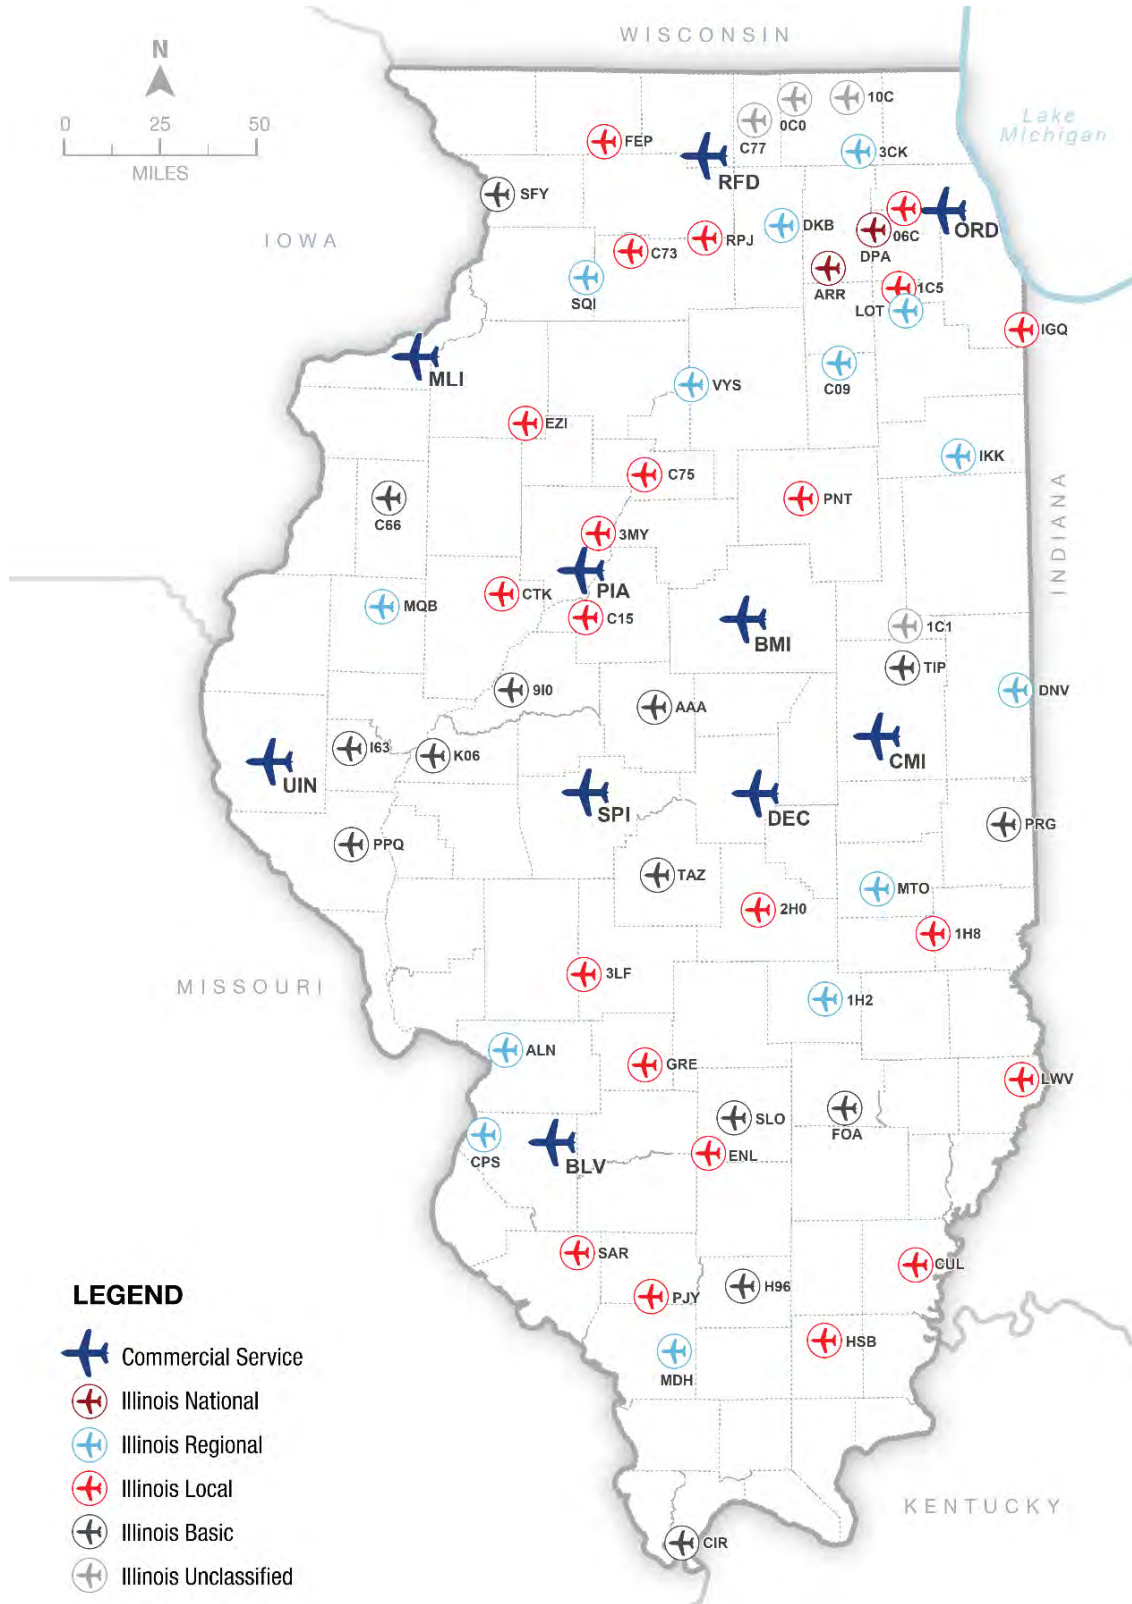 WISCONSIN
N
0 25 50
MILES
Lake
Michigan
10C
0C0
C77
FEP
3CK
RFD
SFY
DKB
06C
ORD
IOWA
RPJ
C73
DPA
ARR
SQI
1C5
LOT
IGQ
MLI
VYS
C09
EZI
IKK
C75
PNT
INDIANA
C66
3MY
PIA
CTK
MQB
C15
1C1
BMI
TIP
9I0
DNV
AAA
I63
K06
CMI
UIN
SPI
DEC
PRG
PPQ
TAZ
MTO
2H0
1H8
3LF
MISSOURI
1H2
ALN
GRE
LWV
SLO
FOA
CPS
BLV
ENL
SAR
CUL
H96
PJY
LEGEND
HSB
Commercial Service
MDH
Illinois National
Illinois Regional
Illinois Local
KENTUCKY
Illinois Basic
CIR
Illinois Unclassified